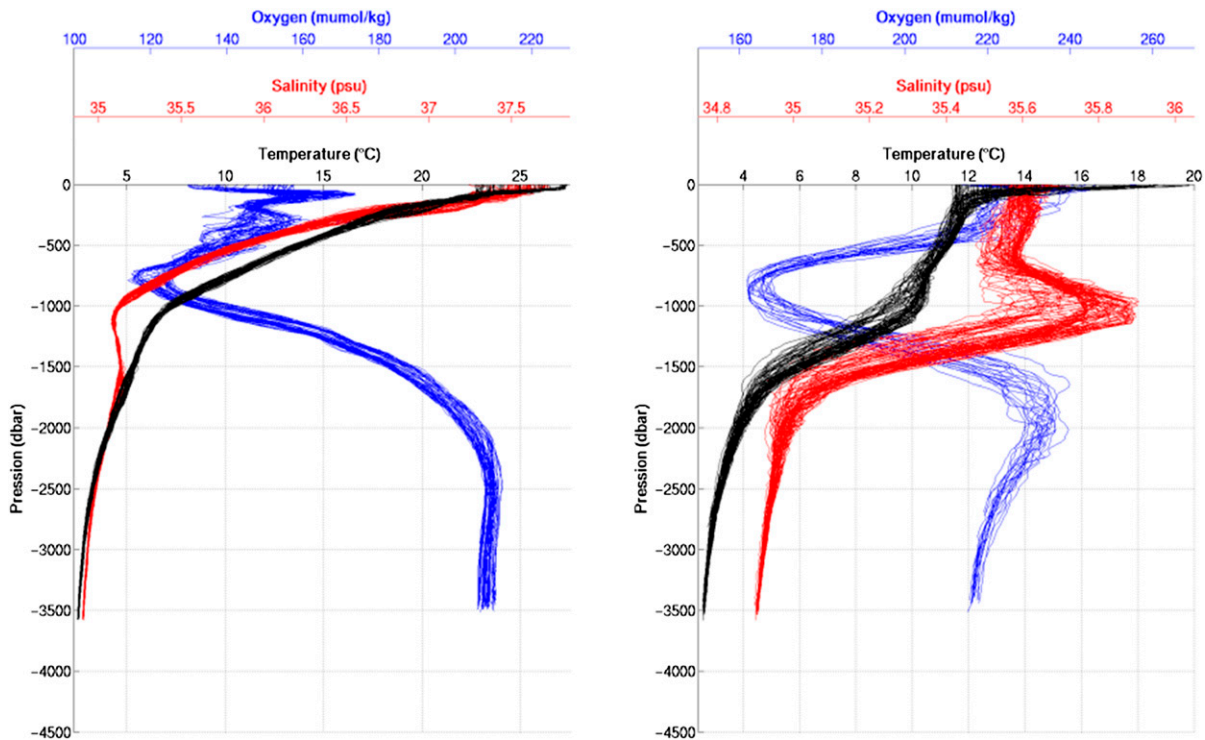 Oxygen (mumol/kg)
100 120 140 160 180 200 220
Salinity (psu)
35 35.5 36 36.5 37 37.5
Temperature (°C)
5 10 15 20 25
0
-500
-1000
-1500
-2000
-2500
-3000
-3500
-4000
-4500
Pression (dbar)
Oxygen (mumol/kg)
160 180 200 220 240 260
Salinity (psu)
34.8 35 35.2 35.4 35.6 35.8 36
Temperature (°C)
4 6 8 10 12 14 16 18 20
0
-500
-1000
-1500
-2000
-2500
-3000
-3500
-4000
-4500
Pression (dbar)